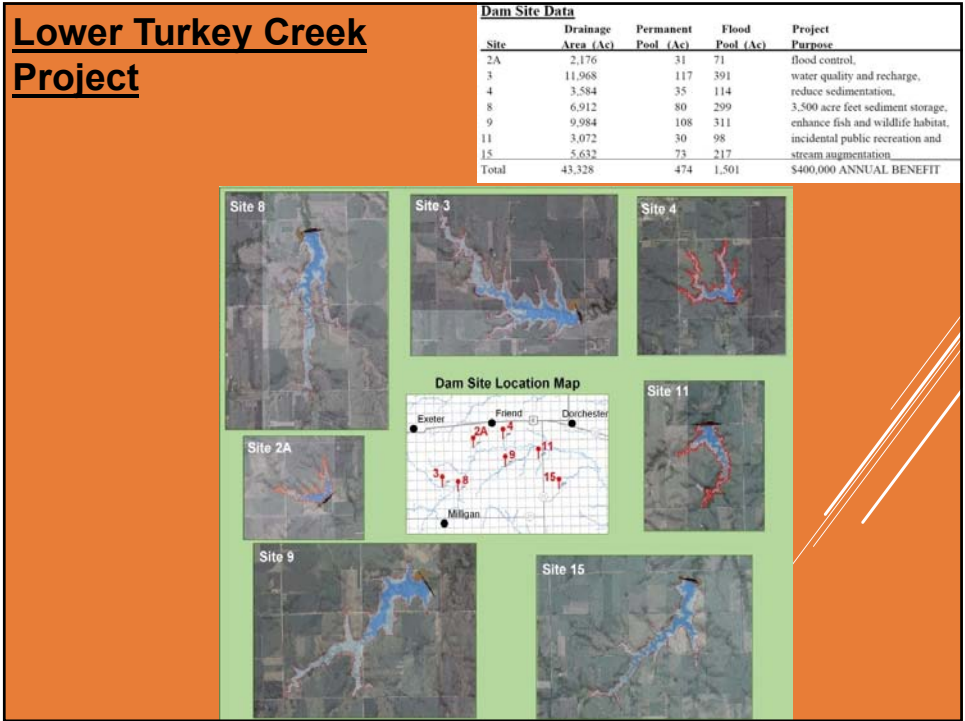 Lower Turkey Creek
Project
Dam Site Data
Drainage Permanent Flood Project
Site Area (Ac) Pool (Ac) Pool (Ac) Purpose
2A 2,176 31 71 flood control,
3 11,968 117 391 water quality and recharge,
4 3,584 35 114 reduce sedimentation,
8 6,912 80 299 3,500 acre feet sediment storage,
9 9,984 108 311 enhance fish and wildlife habitat,
11 3,072 30 98 incidental public recreation and
15 5,632 73 217 stream augmentation
Total 43,328 474 1,501 $400,000 ANNUAL BENEFIT
Site 8
Site 3
Site 4
Dam Site Location Map
Exeter
Friend
Dorchester
2A
4
9
11
3
8
15
Milligan
Site 11
Site 2A
Site 9
Site 15